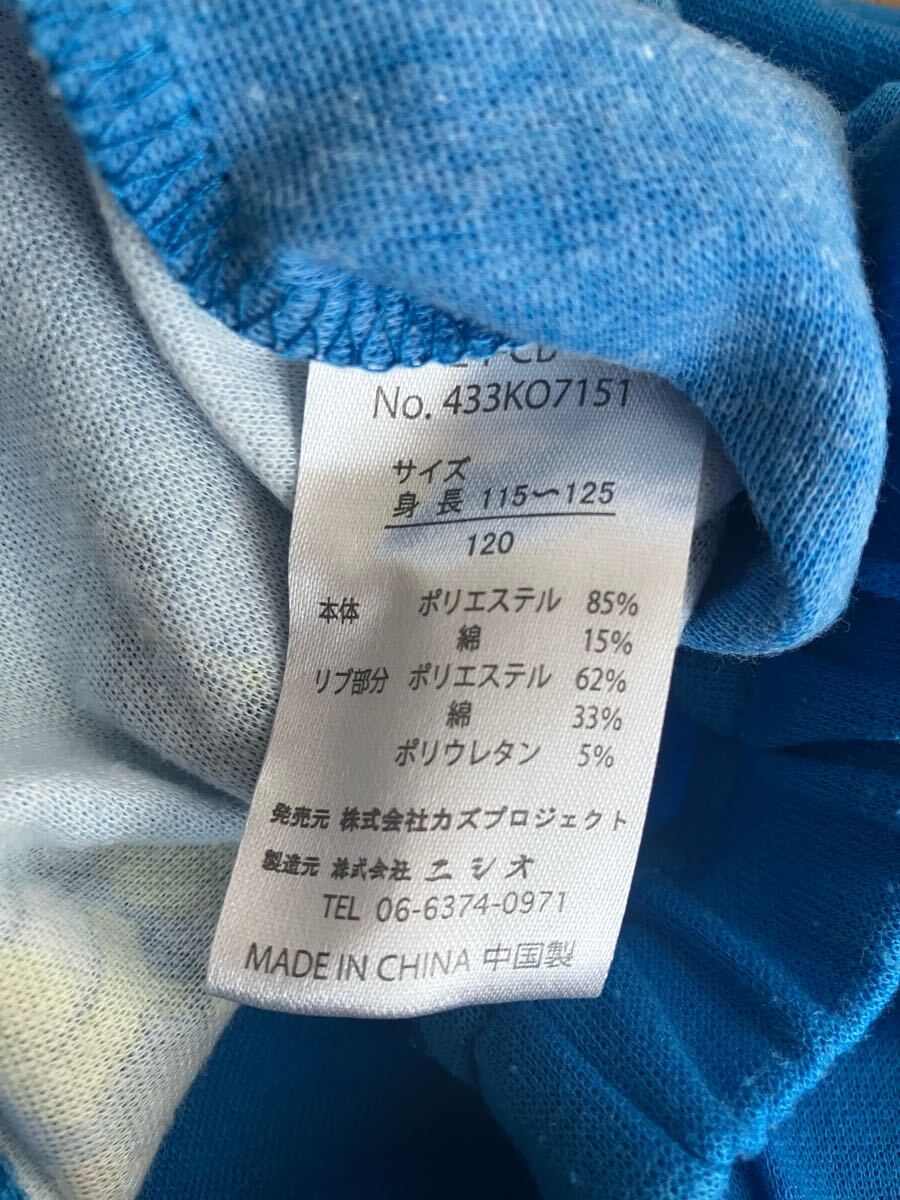 No. 433KO7151
サイズ
身長 115〜125
120
本体 ポリエステル 85%
綿 15%
リブ部分 ポリエステル 62%
綿 33%
ポリウレタン 5%
発売元 株式会社カズプロジェクト
製造元 株式会社 ニシオ
TEL 06-6374-0971
MADE IN CHINA 中国製